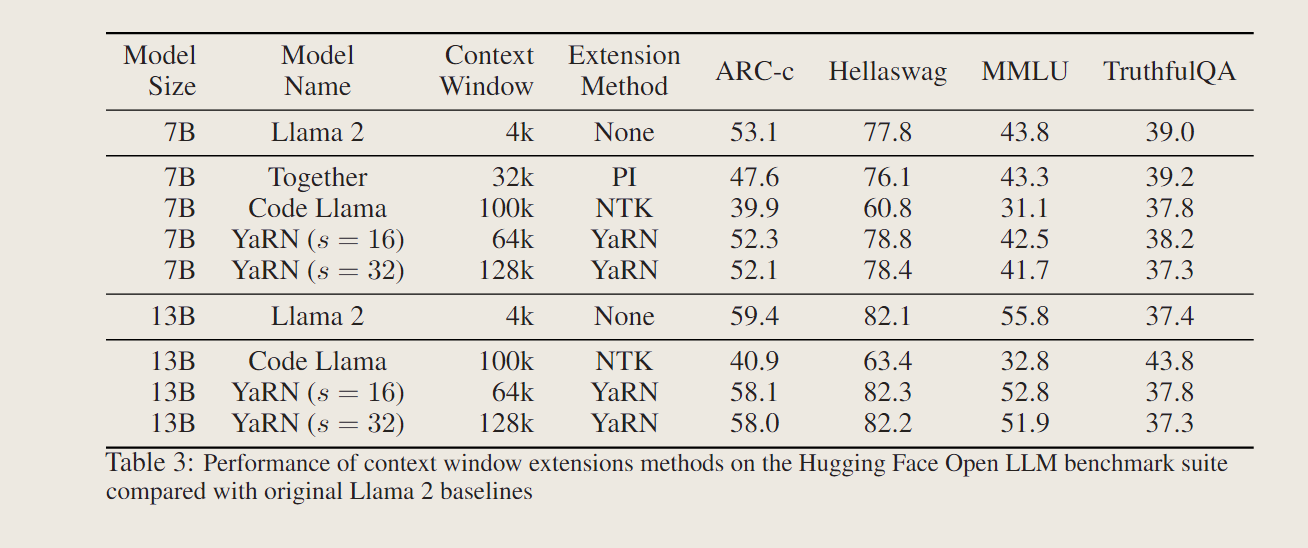 Model Size Model Name Context Window Extension Method ARC-c Hellaswag MMLU TruthfulQA
7B Llama 2 4k None 53.1 77.8 43.8 39.0
7B Together 32k PI 47.6 76.1 43.3 39.2
7B Code Llama 100k NTK 39.9 60.8 31.1 37.8
7B YaRN (s = 16) 64k YaRN 52.3 78.8 42.5 38.2
7B YaRN (s = 32) 128k YaRN 52.1 78.4 41.7 37.3
13B Llama 2 4k None 59.4 82.1 55.8 37.4
13B Code Llama 100k NTK 40.9 63.4 32.8 43.8
13B YaRN (s = 16) 64k YaRN 58.1 82.3 52.8 37.8
13B YaRN (s = 32) 128k YaRN 58.0 82.2 51.9 37.3
Table 3: Performance of context window extensions methods on the Hugging Face Open LLM benchmark suite
compared with original Llama 2 baselines